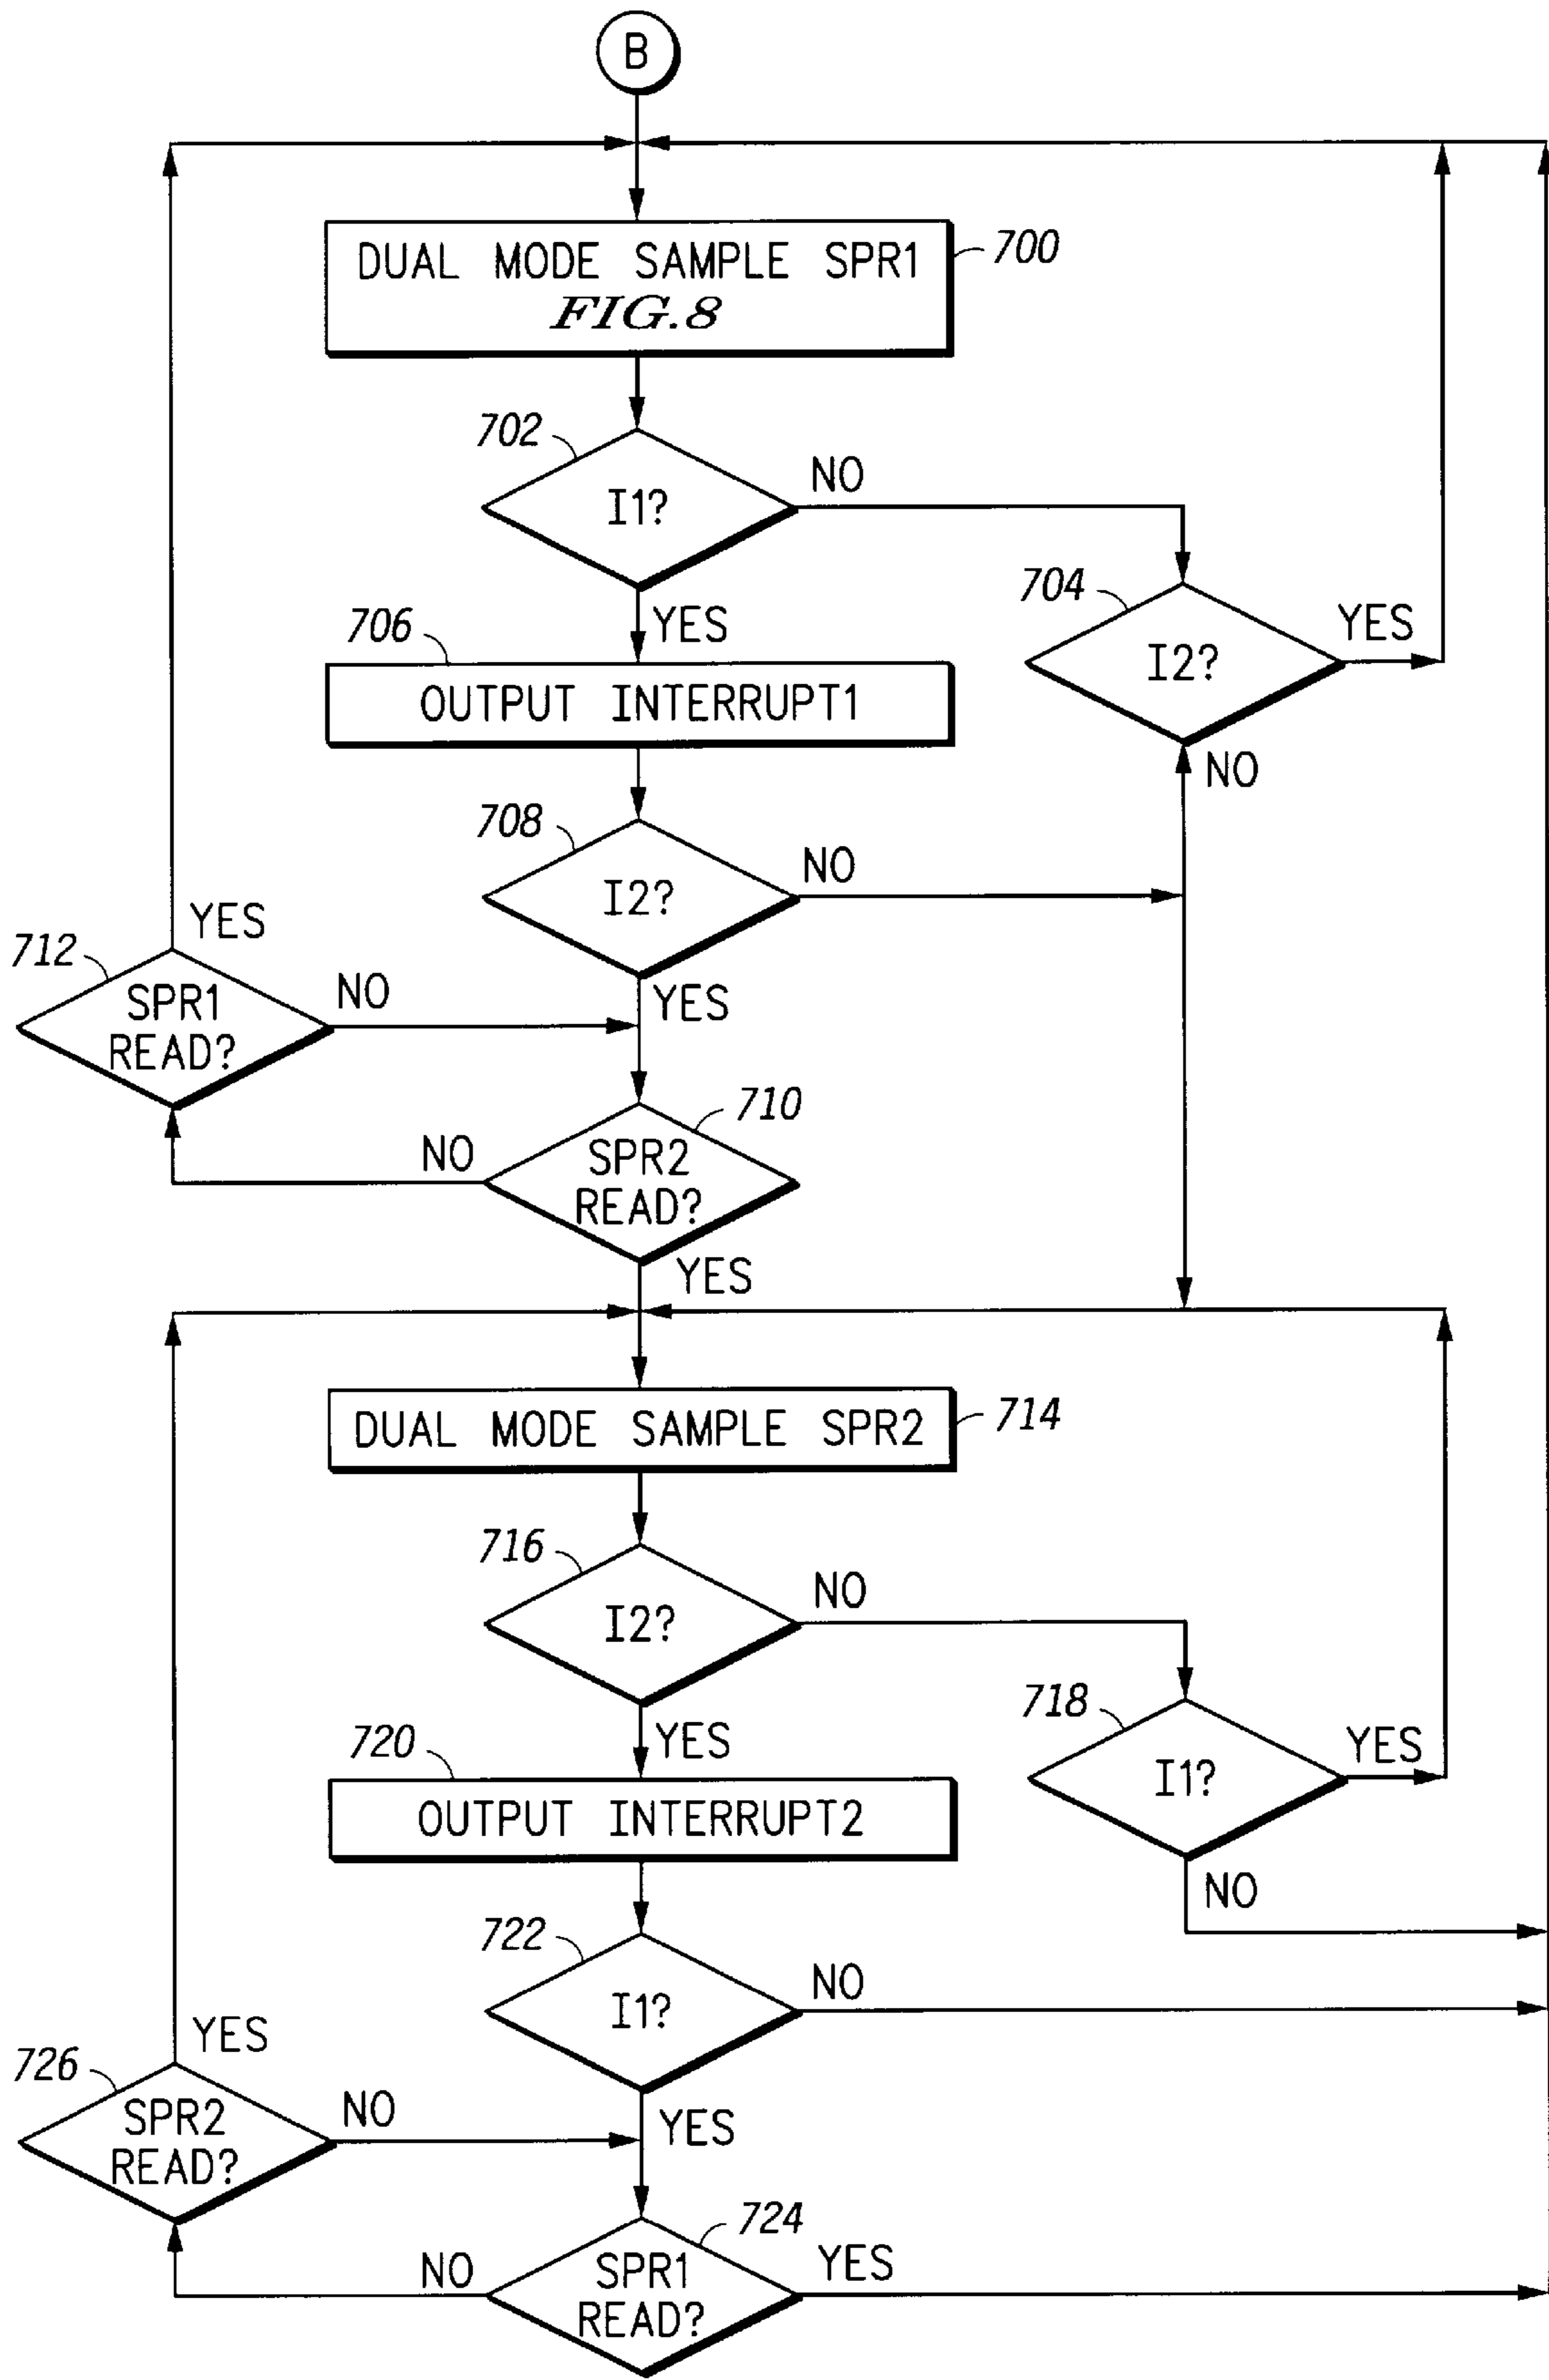 B
DUAL MODE SAMPLE SPR1
FIG.8
700
702
I1?
NO
704
I2?
YES
NO
YES
706
OUTPUT INTERRUPT1
708
I2?
NO
YES
712
SPR1
READ?
YES
NO
710
SPR2
READ?
NO
YES
DUAL MODE SAMPLE SPR2
714
716
I2?
NO
718
I1?
YES
NO
YES
720
OUTPUT INTERRUPT2
722
I1?
NO
YES
726
SPR2
READ?
YES
NO
724
SPR1
READ?
NO
YES